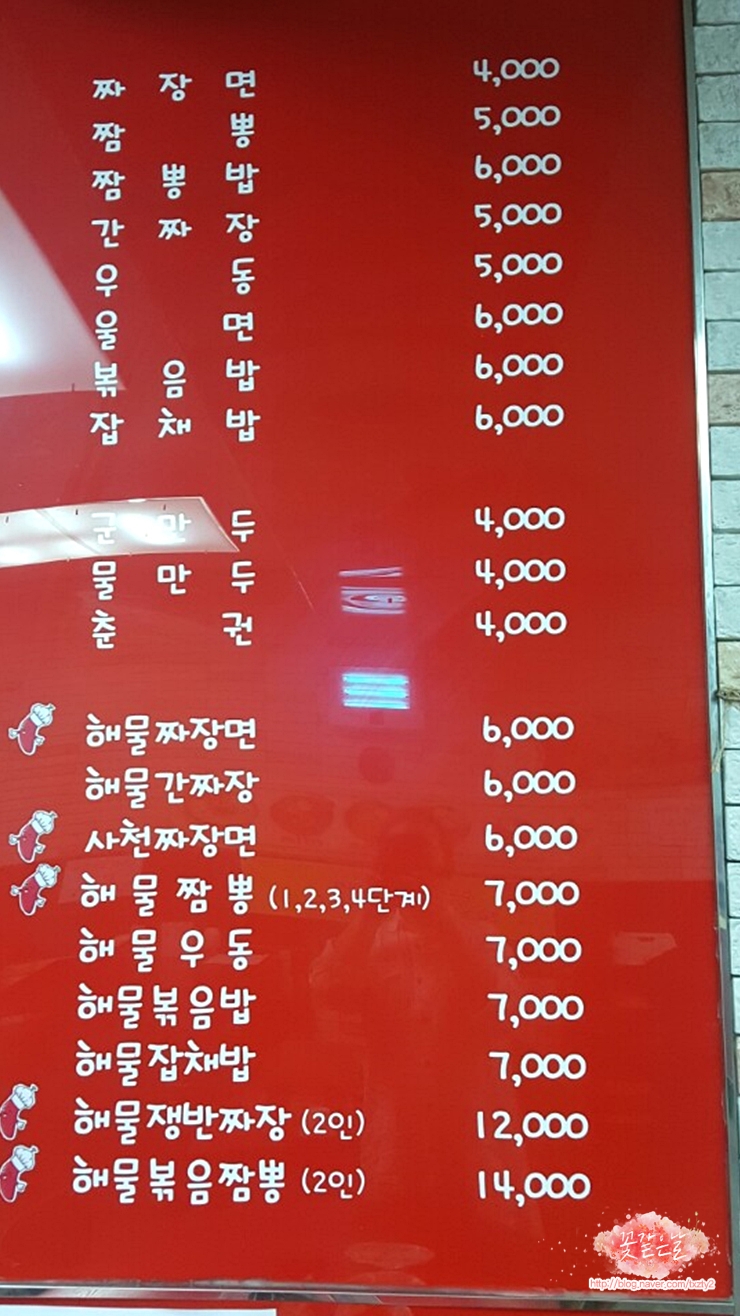 짜장면 4,000
짬뽕 5,000
짬뽕밥 6,000
간짜장 5,000
우동 5,000
울면 6,000
볶음밥 6,000
잡채밥 6,000
군만두 4,000
물만두 4,000
춘권 4,000
해물짜장면 6,000
해물간짜장 6,000
사천짜장면 6,000
해물짬뽕 (1,2,3,4단계) 7,000
해물우동 7,000
해물볶음밥 7,000
해물잡채밥 7,000
해물쟁반짜장 (2인) 12,000
해물볶음짬뽕 (2인) 14,000
꽃같은날